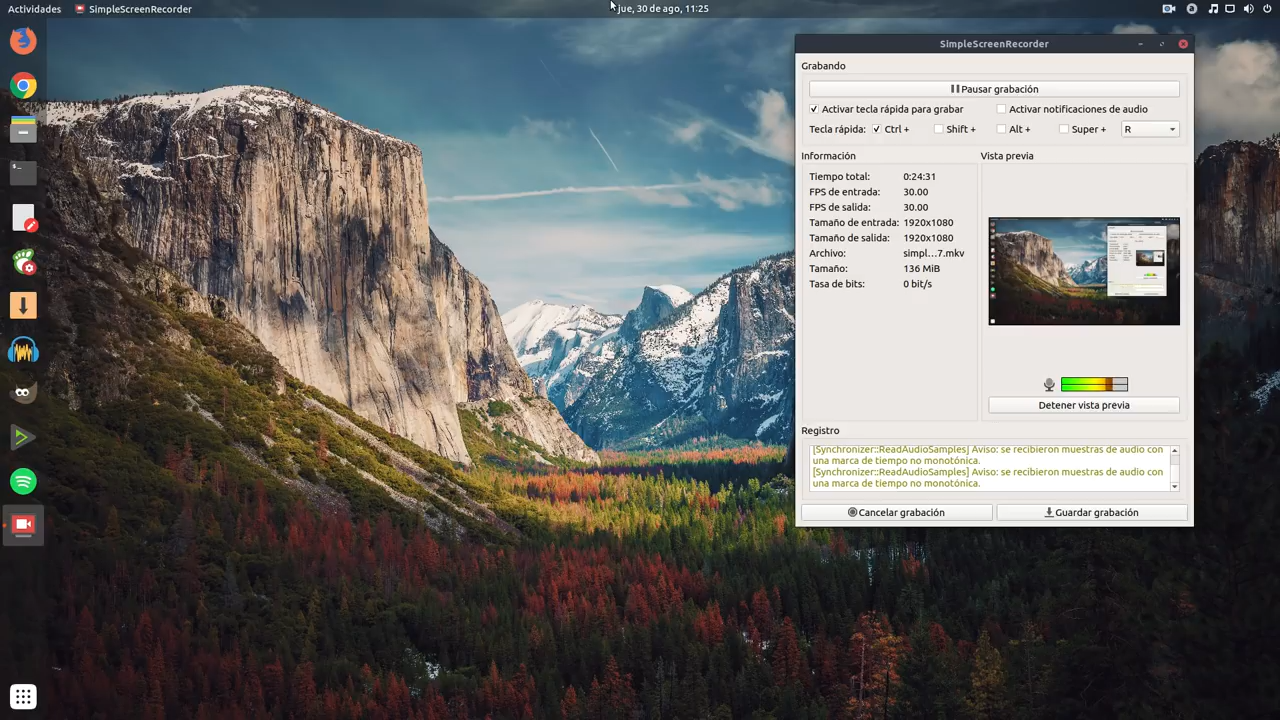 Actividades SimpleScreenRecorder jue, 30 de ago, 11:25
SimpleScreenRecorder
Grabando
Pausar grabación
Activar tecla rápida para grabar Activar notificaciones de audio
Tecla rápida: Ctrl + Shift + Alt + Super + R
Información Vista previa
Tiempo total: 0:24:31
FPS de entrada: 30.00
FPS de salida: 30.00
Tamaño de entrada: 1920x1080
Tamaño de salida: 1920x1080
Archivo: simpl...7.mkv
Tamaño: 136 MiB
Tasa de bits: 0 bit/s
Detener vista previa
Registro
[Synchronizer::ReadAudioSamples] Aviso: se recibieron muestras de audio con
una marca de tiempo no monotónica.
[Synchronizer::ReadAudioSamples] Aviso: se recibieron muestras de audio con
una marca de tiempo no monotónica.
Cancelar grabación Guardar grabación